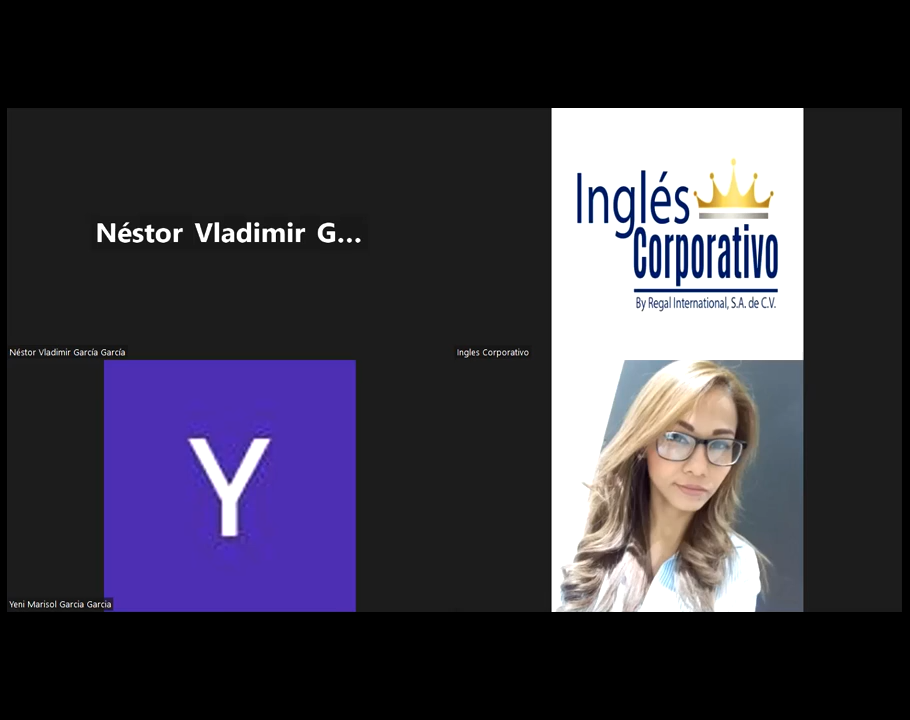 Néstor Vladimir G...
Inglés
Corporativo
By Regal International, S.A. de C.V.
Néstor Vladimir García García
Ingles Corporativo
Y
Yeni Marisol Garcia Garcia